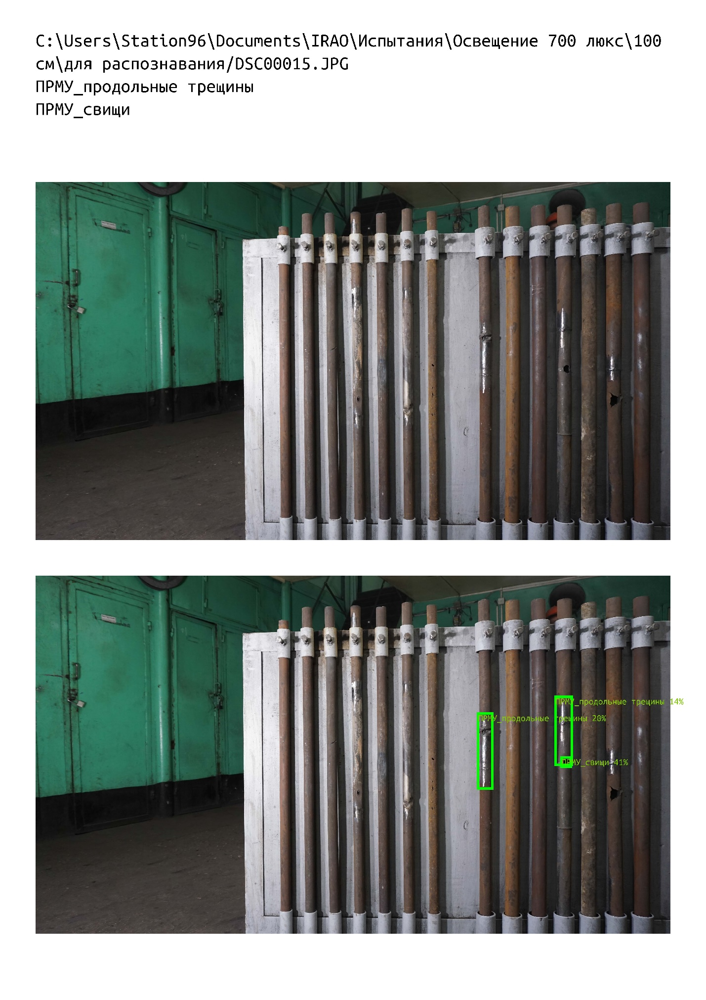 C:\Users\Station96\Documents\IRAO\Испытания\Освещение 700 люкс\100
см\для распознавания/DSC00015.JPG
ПРМУ_продольные трещины
ПРМУ_свищи
ПРМУ_продольные трещины 14%
ПРМУ_продольные трещины 20%
ПРМУ_свищи 41%